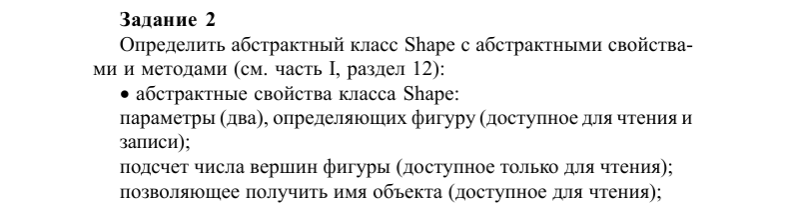 Задание 2
Определить абстрактный класс Shape с абстрактными свойства-
ми и методами (см. часть I, раздел 12):
• абстрактные свойства класса Shape:
параметры (два), определяющих фигуру (доступное для чтения и
записи);
подсчет числа вершин фигуры (доступное только для чтения);
позволяющее получить имя объекта (доступное для чтения);